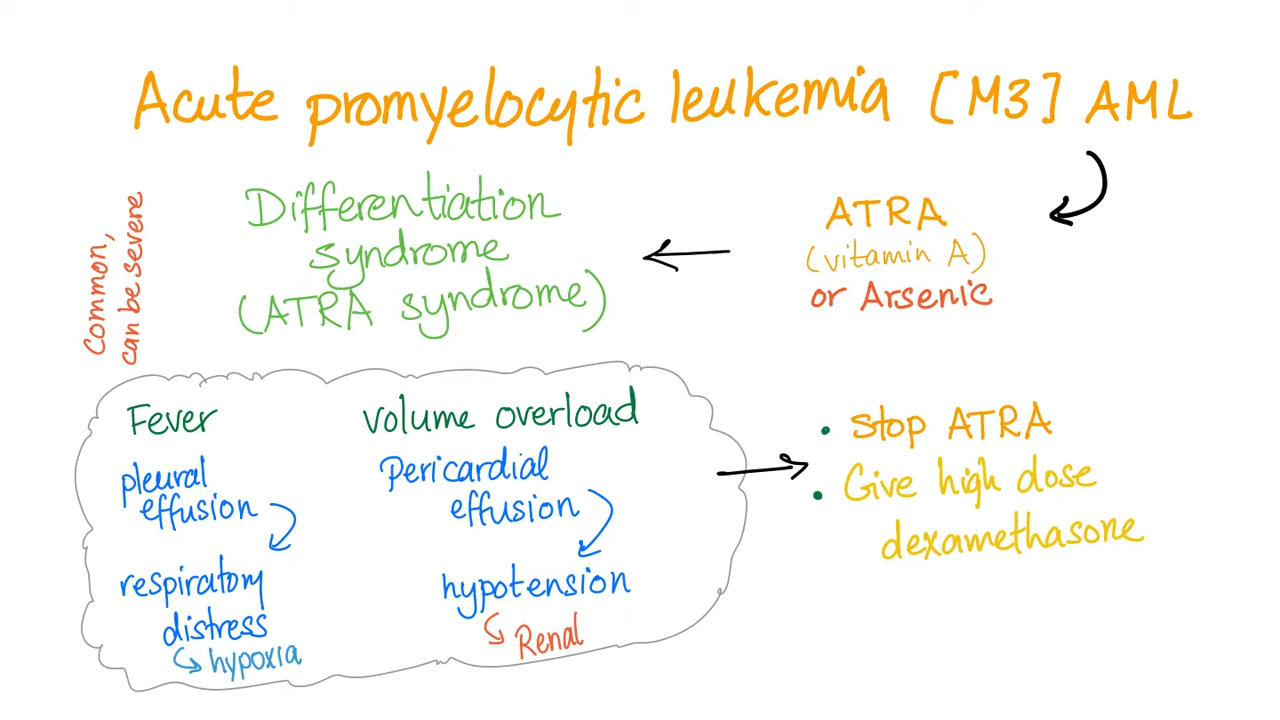 Acute promyelocytic leukemia [M3] AML
ATRA
(vitamin A)
or Arsenic
Differentiation
syndrome
(ATRA syndrome)
Common,
can be severe
Fever
pleural
effusion
respiratory
distress
hypoxia
volume overload
Pericardial
effusion
hypotension
Renal
• Stop ATRA
• Give high dose
dexamethasone